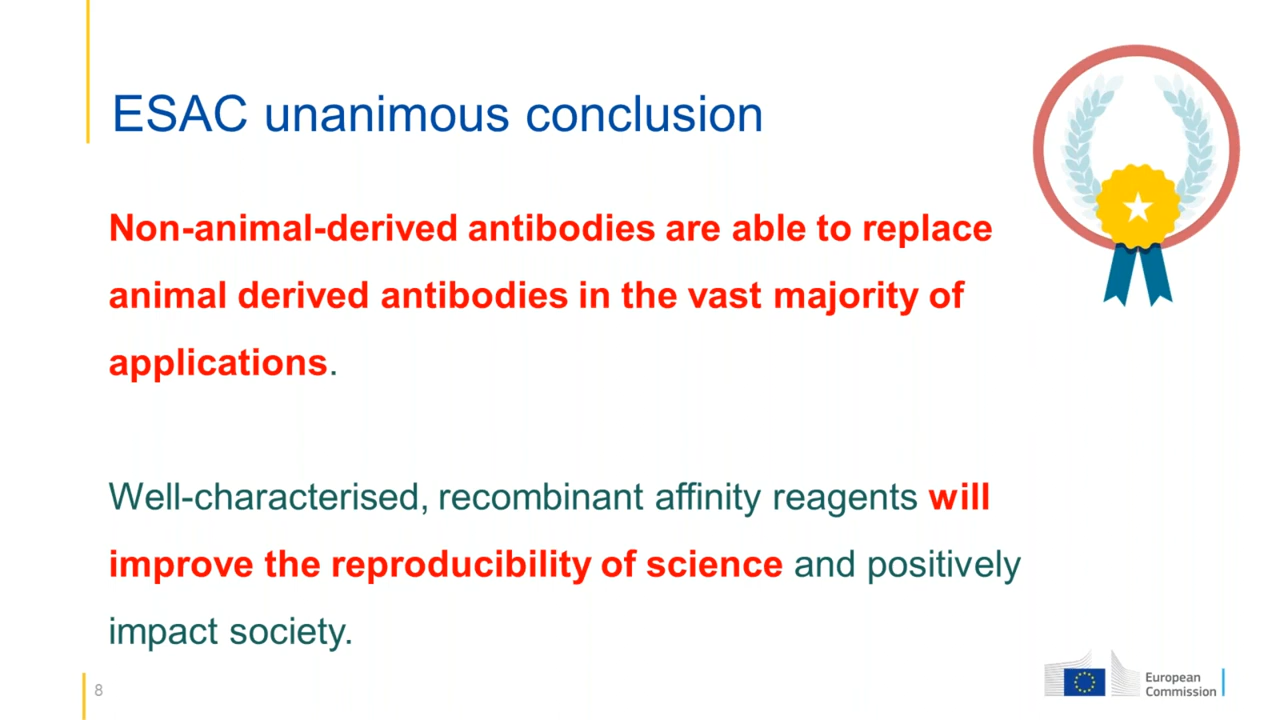 ESAC unanimous conclusion
Non-animal-derived antibodies are able to replace
animal derived antibodies in the vast majority of
applications.
Well-characterised, recombinant affinity reagents will
improve the reproducibility of science and positively
impact society.
8
European
Commission